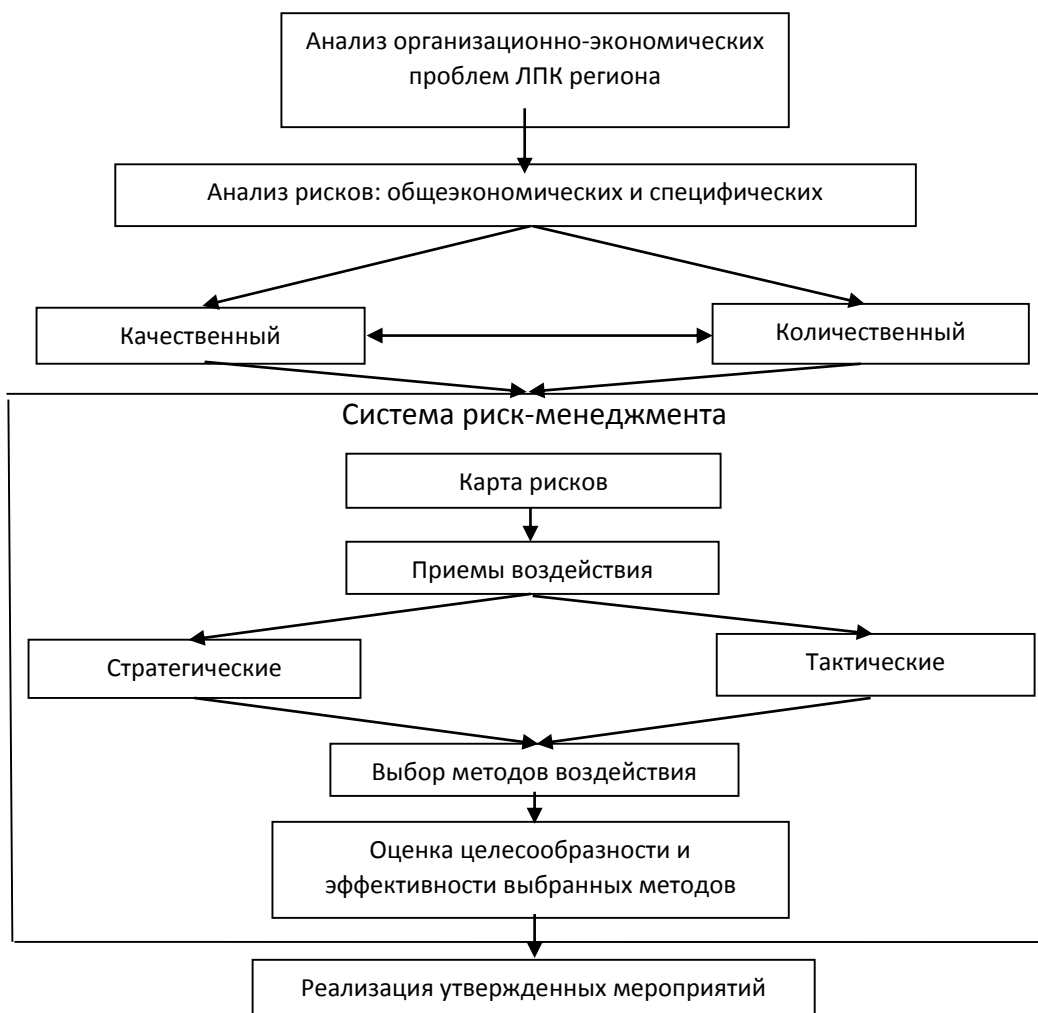 Анализ организационно-экономических
проблем ЛПК региона
Анализ рисков: общеэкономических и специфических
Качественный
Количественный
Система риск-менеджмента
Карта рисков
Приемы воздействия
Стратегические
Тактические
Выбор методов воздействия
Оценка целесообразности и
эффективности выбранных методов
Реализация утвержденных мероприятий